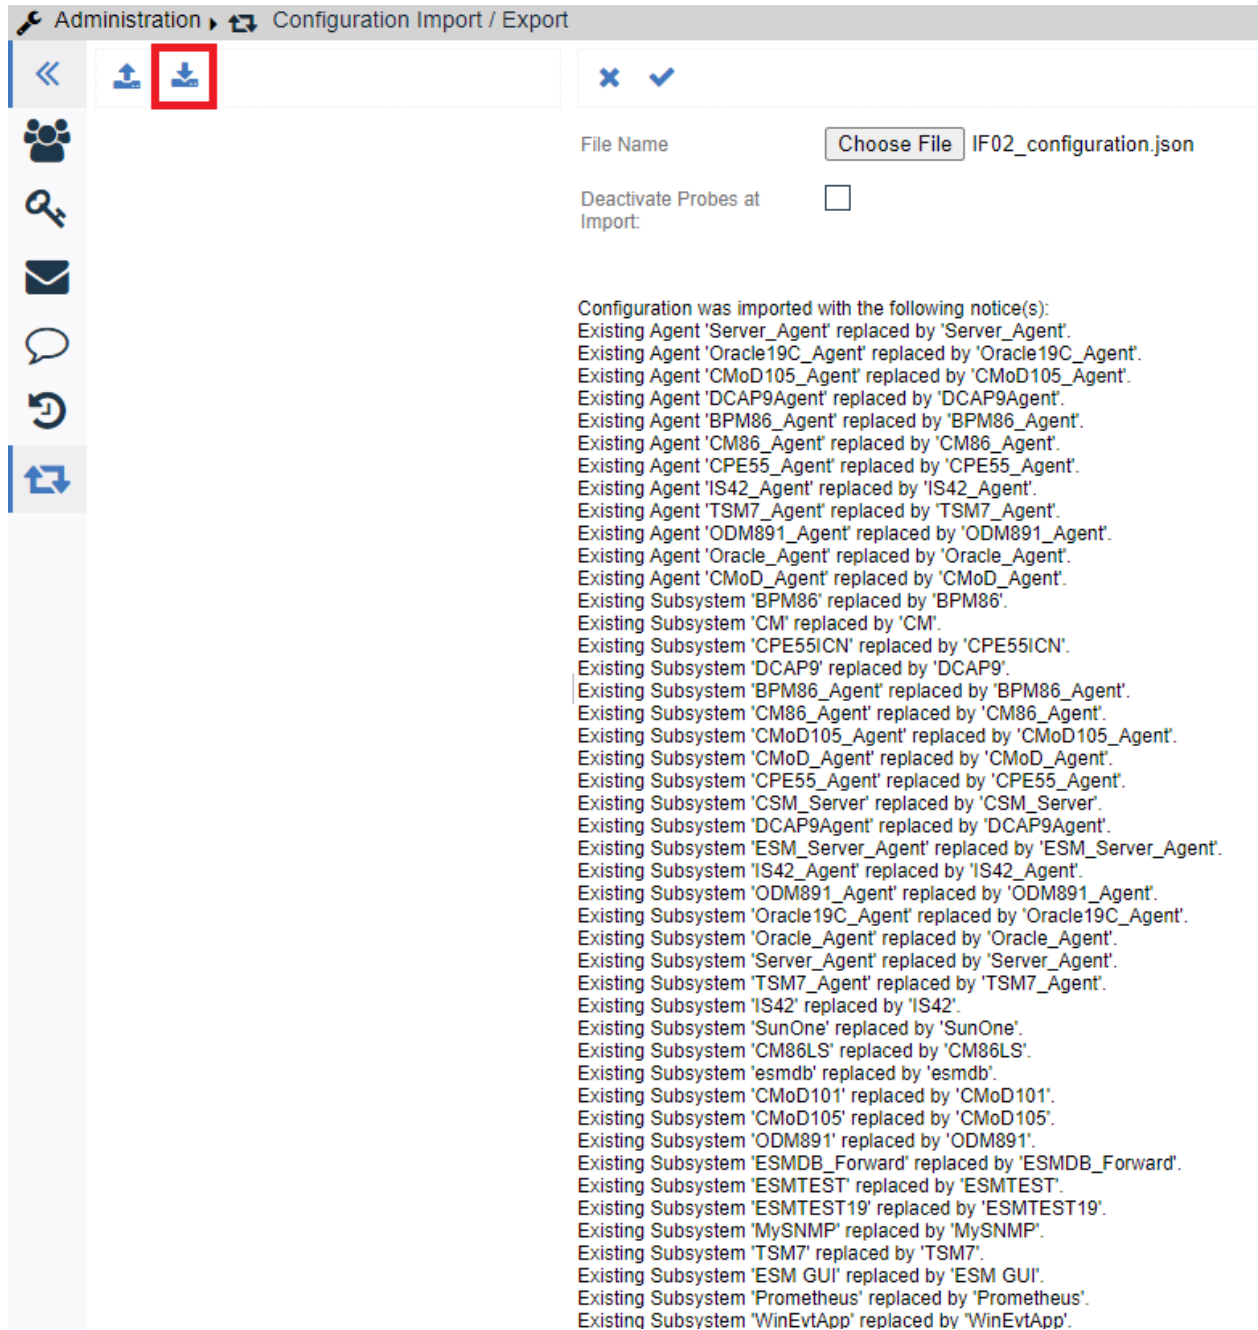 Administration Configuration Import / Export
File Name Choose File IF02_configuration.json
Deactivate Probes at
Import:
Configuration was imported with the following notice(s):
Existing Agent 'Server_Agent' replaced by 'Server_Agent'.
Existing Agent 'Oracle19C_Agent' replaced by 'Oracle19C_Agent'.
Existing Agent 'CMoD105_Agent' replaced by 'CMoD105_Agent'.
Existing Agent 'DCAP9Agent' replaced by 'DCAP9Agent'.
Existing Agent 'BPM86_Agent' replaced by 'BPM86_Agent'.
Existing Agent 'CM86_Agent' replaced by 'CM86_Agent'.
Existing Agent 'CPE55_Agent' replaced by 'CPE55_Agent'.
Existing Agent 'IS42_Agent' replaced by 'IS42_Agent'.
Existing Agent 'TSM7_Agent' replaced by 'TSM7_Agent'.
Existing Agent 'ODM891_Agent' replaced by 'ODM891_Agent'.
Existing Agent 'Oracle_Agent' replaced by 'Oracle_Agent'.
Existing Agent 'CMoD_Agent' replaced by 'CMoD_Agent'.
Existing Subsystem 'BPM86' replaced by 'BPM86'.
Existing Subsystem 'CM' replaced by 'CM'.
Existing Subsystem 'CPE55ICN' replaced by 'CPE55ICN'.
Existing Subsystem 'DCAP9' replaced by 'DCAP9'.
Existing Subsystem 'BPM86_Agent' replaced by 'BPM86_Agent'.
Existing Subsystem 'CM86_Agent' replaced by 'CM86_Agent'.
Existing Subsystem 'CMoD105_Agent' replaced by 'CMoD105_Agent'.
Existing Subsystem 'CMoD_Agent' replaced by 'CMoD_Agent'.
Existing Subsystem 'CPE55_Agent' replaced by 'CPE55_Agent'.
Existing Subsystem 'CSM_Server' replaced by 'CSM_Server'.
Existing Subsystem 'DCAP9Agent' replaced by 'DCAP9Agent'.
Existing Subsystem 'ESM_Server_Agent' replaced by 'ESM_Server_Agent'.
Existing Subsystem 'IS42_Agent' replaced by 'IS42_Agent'.
Existing Subsystem 'ODM891_Agent' replaced by 'ODM891_Agent'.
Existing Subsystem 'Oracle19C_Agent' replaced by 'Oracle19C_Agent'.
Existing Subsystem 'Oracle_Agent' replaced by 'Oracle_Agent'.
Existing Subsystem 'Server_Agent' replaced by 'Server_Agent'.
Existing Subsystem 'TSM7_Agent' replaced by 'TSM7_Agent'.
Existing Subsystem 'IS42' replaced by 'IS42'.
Existing Subsystem 'SunOne' replaced by 'SunOne'.
Existing Subsystem 'CM86LS' replaced by 'CM86LS'.
Existing Subsystem 'esmdb' replaced by 'esmdb'.
Existing Subsystem 'CMoD101' replaced by 'CMoD101'.
Existing Subsystem 'CMoD105' replaced by 'CMoD105'.
Existing Subsystem 'ODM891' replaced by 'ODM891'.
Existing Subsystem 'ESMDB_Forward' replaced by 'ESMDB_Forward'.
Existing Subsystem 'ESMTEST' replaced by 'ESMTEST'.
Existing Subsystem 'ESMTEST19' replaced by 'ESMTEST19'.
Existing Subsystem 'MySNMP' replaced by 'MySNMP'.
Existing Subsystem 'TSM7' replaced by 'TSM7'.
Existing Subsystem 'ESM GUI' replaced by 'ESM GUI'.
Existing Subsystem 'Prometheus' replaced by 'Prometheus'.
Existing Subsystem 'WinEvtApp' replaced by 'WinEvtApp'.